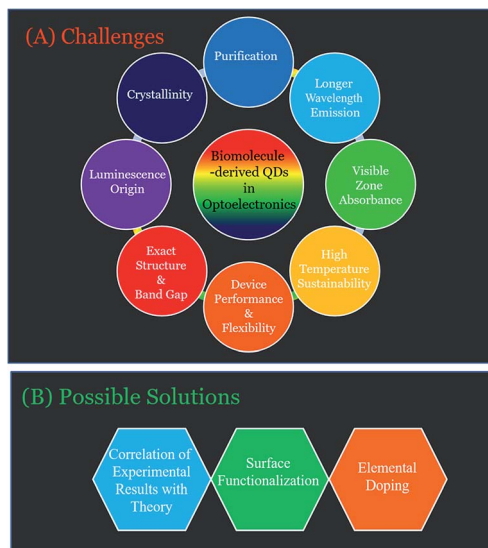 (A) Challenges
Purification
Longer
Wavelength
Emission
Visible
Zone
Absorbance
High
Temperature
Sustainability
Device
Performance
&
Flexibility
Exact
Structure
&
Band Gap
Luminescence
Origin
Crystallinity
Biomolecule
-derived QDs
in
Optoelectronics
(B) Possible Solutions
Correlation of
Experimental
Results with
Theory
Surface
Functionalization
Elemental
Doping